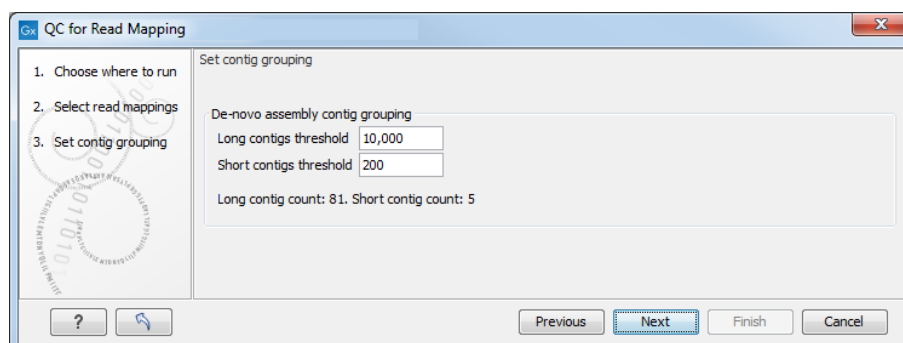 Gx QC for Read Mapping
X
1. Choose where to run
2. Select read mappings
3. Set contig grouping
Set contig grouping
De-novo assembly contig grouping
Long contigs threshold 10,000
Short contigs threshold 200
Long contig count: 81. Short contig count: 5
? Previous Next Finish Cancel